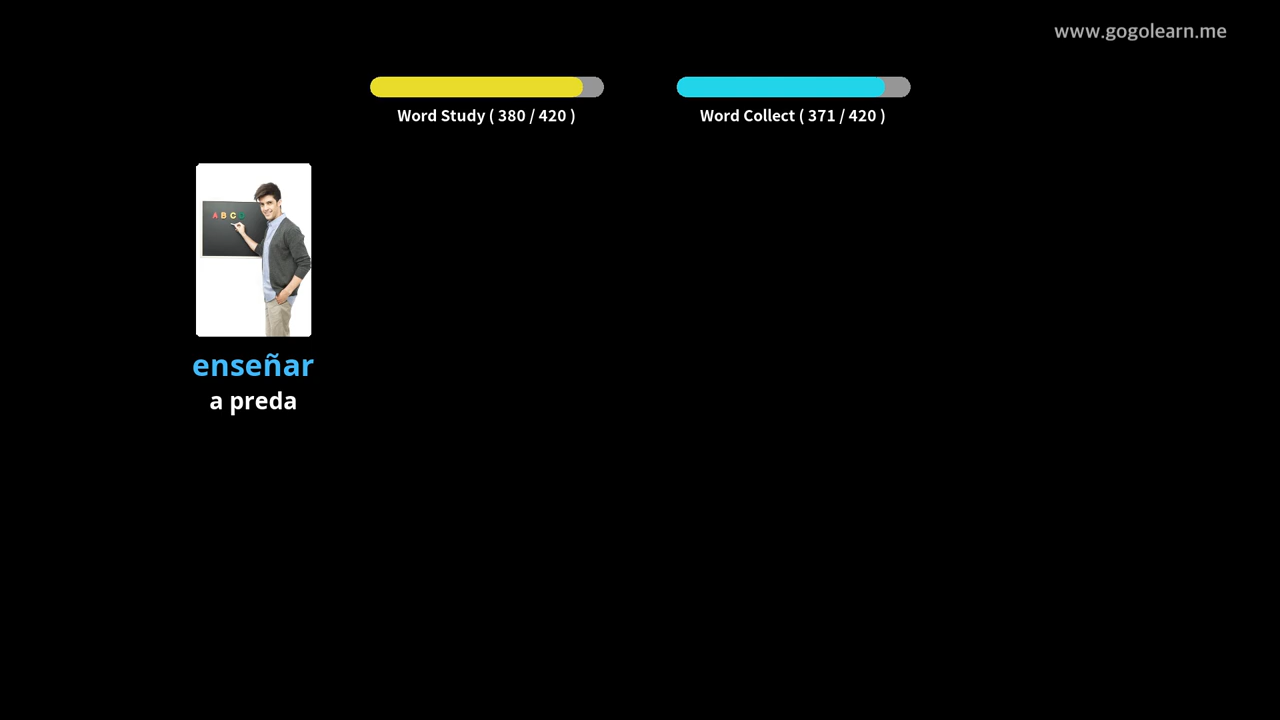 www.gogolearn.me
Word Study ( 380 / 420 )
Word Collect ( 371 / 420 )
A B C D
enseñar
a preda